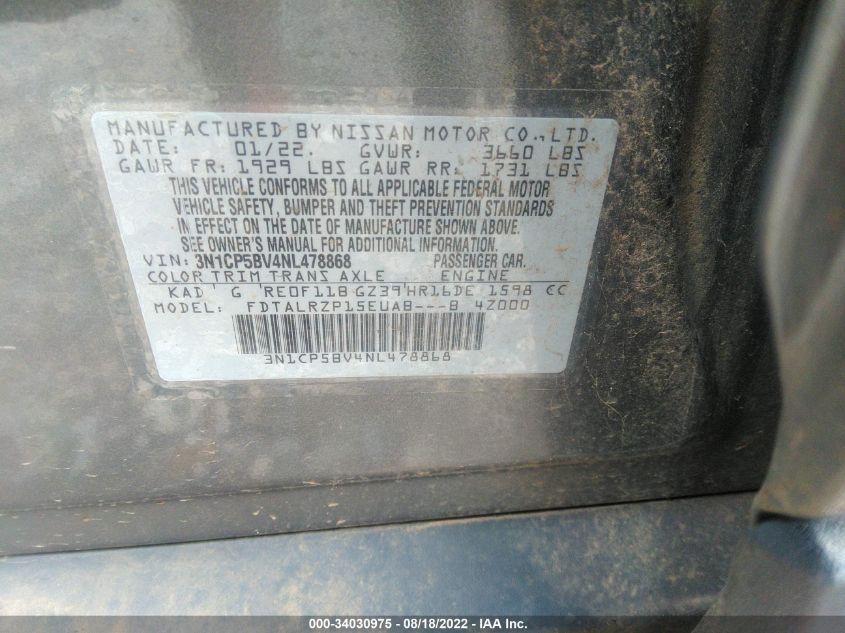 MANUFACTURED BY NISSAN MOTOR CO., LTD.
DATE: 01/22. GVWR: 3660 LBS
GAWR FR: 1929 LBS GAWR RR: 1731 LBS
THIS VEHICLE CONFORMS TO ALL APPLICABLE FEDERAL MOTOR
VEHICLE SAFETY, BUMPER AND THEFT PREVENTION STANDARDS
IN EFFECT ON THE DATE OF MANUFACTURE SHOWN ABOVE.
SEE OWNER'S MANUAL FOR ADDITIONAL INFORMATION.
VIN: 3N1CP5BV4NL478868 PASSENGER CAR.
COLOR TRIM TRANS AXLE ENGINE
KAD G RE0F11B GZ39 HR16DE 1598 CC
MODEL: FDTALRZP15EUAB---B 4Z000
3N1CP5BV4NL478868
000-34030975 - 08/18/2022 - IAA Inc.